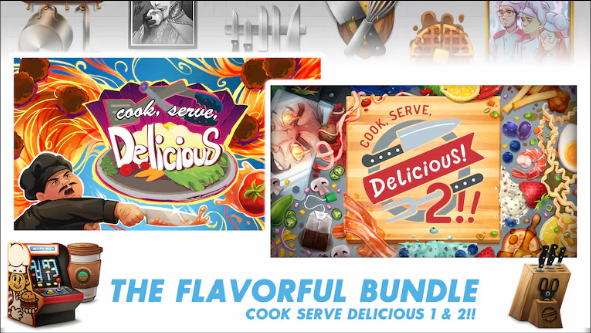 cook, serve,
Delicious
COOK, SERVE,
Delicious!
2!!
THE FLAVORFUL BUNDLE
COOK SERVE DELICIOUS 1 & 2!!